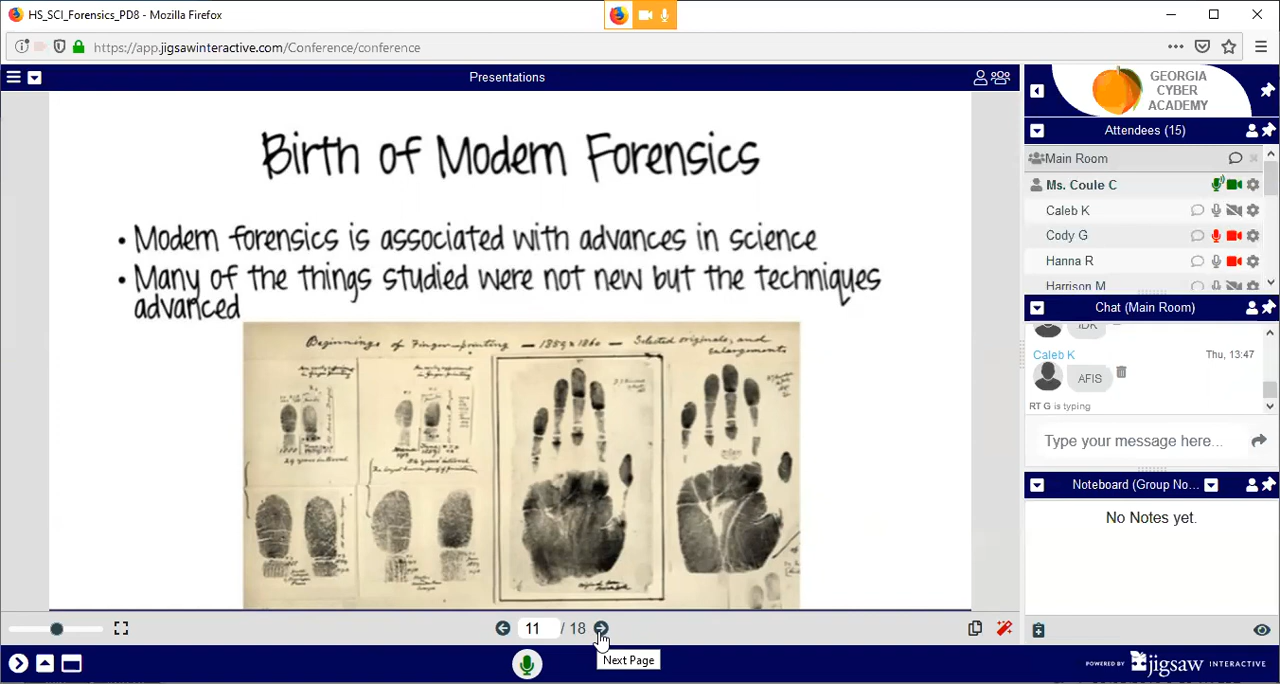 HS_SCI_Forensics_PD8 - Mozilla Firefox
https://app.jigsawinteractive.com/Conference/conference
Presentations
GEORGIA
CYBER
ACADEMY
Birth of Modern Forensics
• Modern forensics is associated with advances in science
• Many of the things studied were not new but the techniques
advanced
Beginnings of Finger-printing — 1859 & 1860 — Selected originals, and
enlargements
11 / 18
Next Page
Attendees (15)
Main Room
Ms. Coule C
Caleb K
Cody G
Hanna R
Harrison M
Chat (Main Room)
IDK
Caleb K Thu, 13:47
AFIS
RT G is typing
Type your message here...
Noteboard (Group No...
No Notes yet.
POWERED BY jigsaw INTERACTIVE